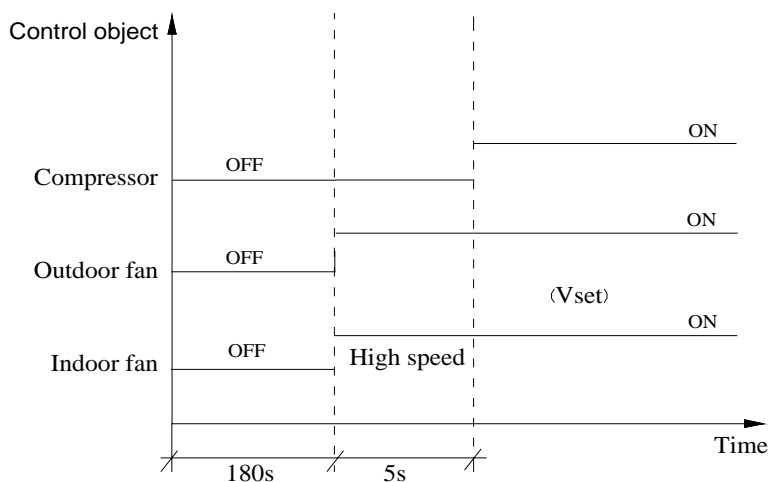 Control object
ON
OFF
Compressor
ON
OFF
Outdoor fan
(Vset)
ON
OFF
High speed
Indoor fan
Time
180s
5s